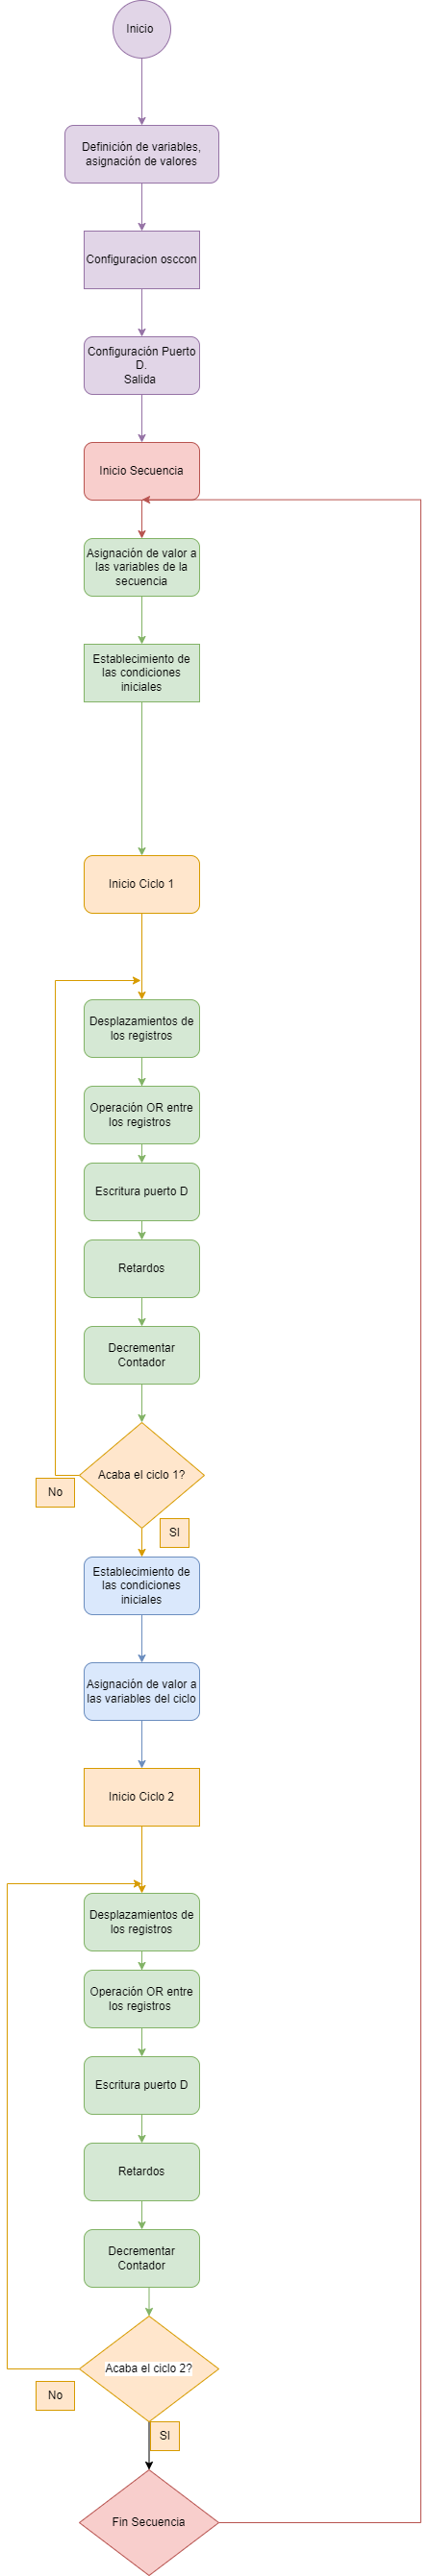 Inicio
Definición de variables,
asignación de valores
Configuracion osccon
Configuración Puerto
D.
Salida
Inicio Secuencia
Asignación de valor a
las variables de la
secuencia
Establecimiento de
las condiciones
iniciales
Inicio Ciclo 1
Desplazamientos de
los registros
Operación OR entre
los registros
Escritura puerto D
Retardos
Decrementar
Contador
Acaba el ciclo 1?
No
SI
Establecimiento de
las condiciones
iniciales
Asignación de valor a
las variables del ciclo
Inicio Ciclo 2
Desplazamientos de
los registros
Operación OR entre
los registros
Escritura puerto D
Retardos
Decrementar
Contador
Acaba el ciclo 2?
No
SI
Fin Secuencia